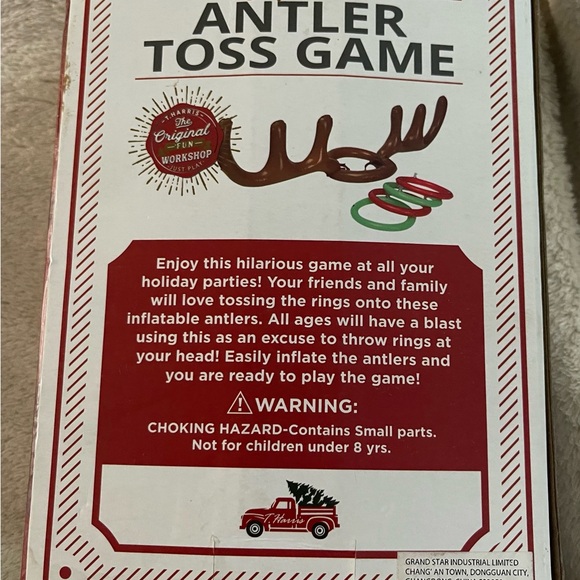 ANTLER
TOSS GAME
T.HARRIS
The
Original
FUN
WORKSHOP
JUST PLAY
Enjoy this hilarious game at all your
holiday parties! Your friends and family
will love tossing the rings onto these
inflatable antlers. All ages will have a blast
using this as an excuse to throw rings at
your head! Easily inflate the antlers and
you are ready to play the game!
WARNING:
CHOKING HAZARD-Contains Small parts.
Not for children under 8 yrs.
T.Harris
GRAND STAR INDUSTRIAL LIMITED
CHANG' AN TOWN, DONGGUAN CITY,